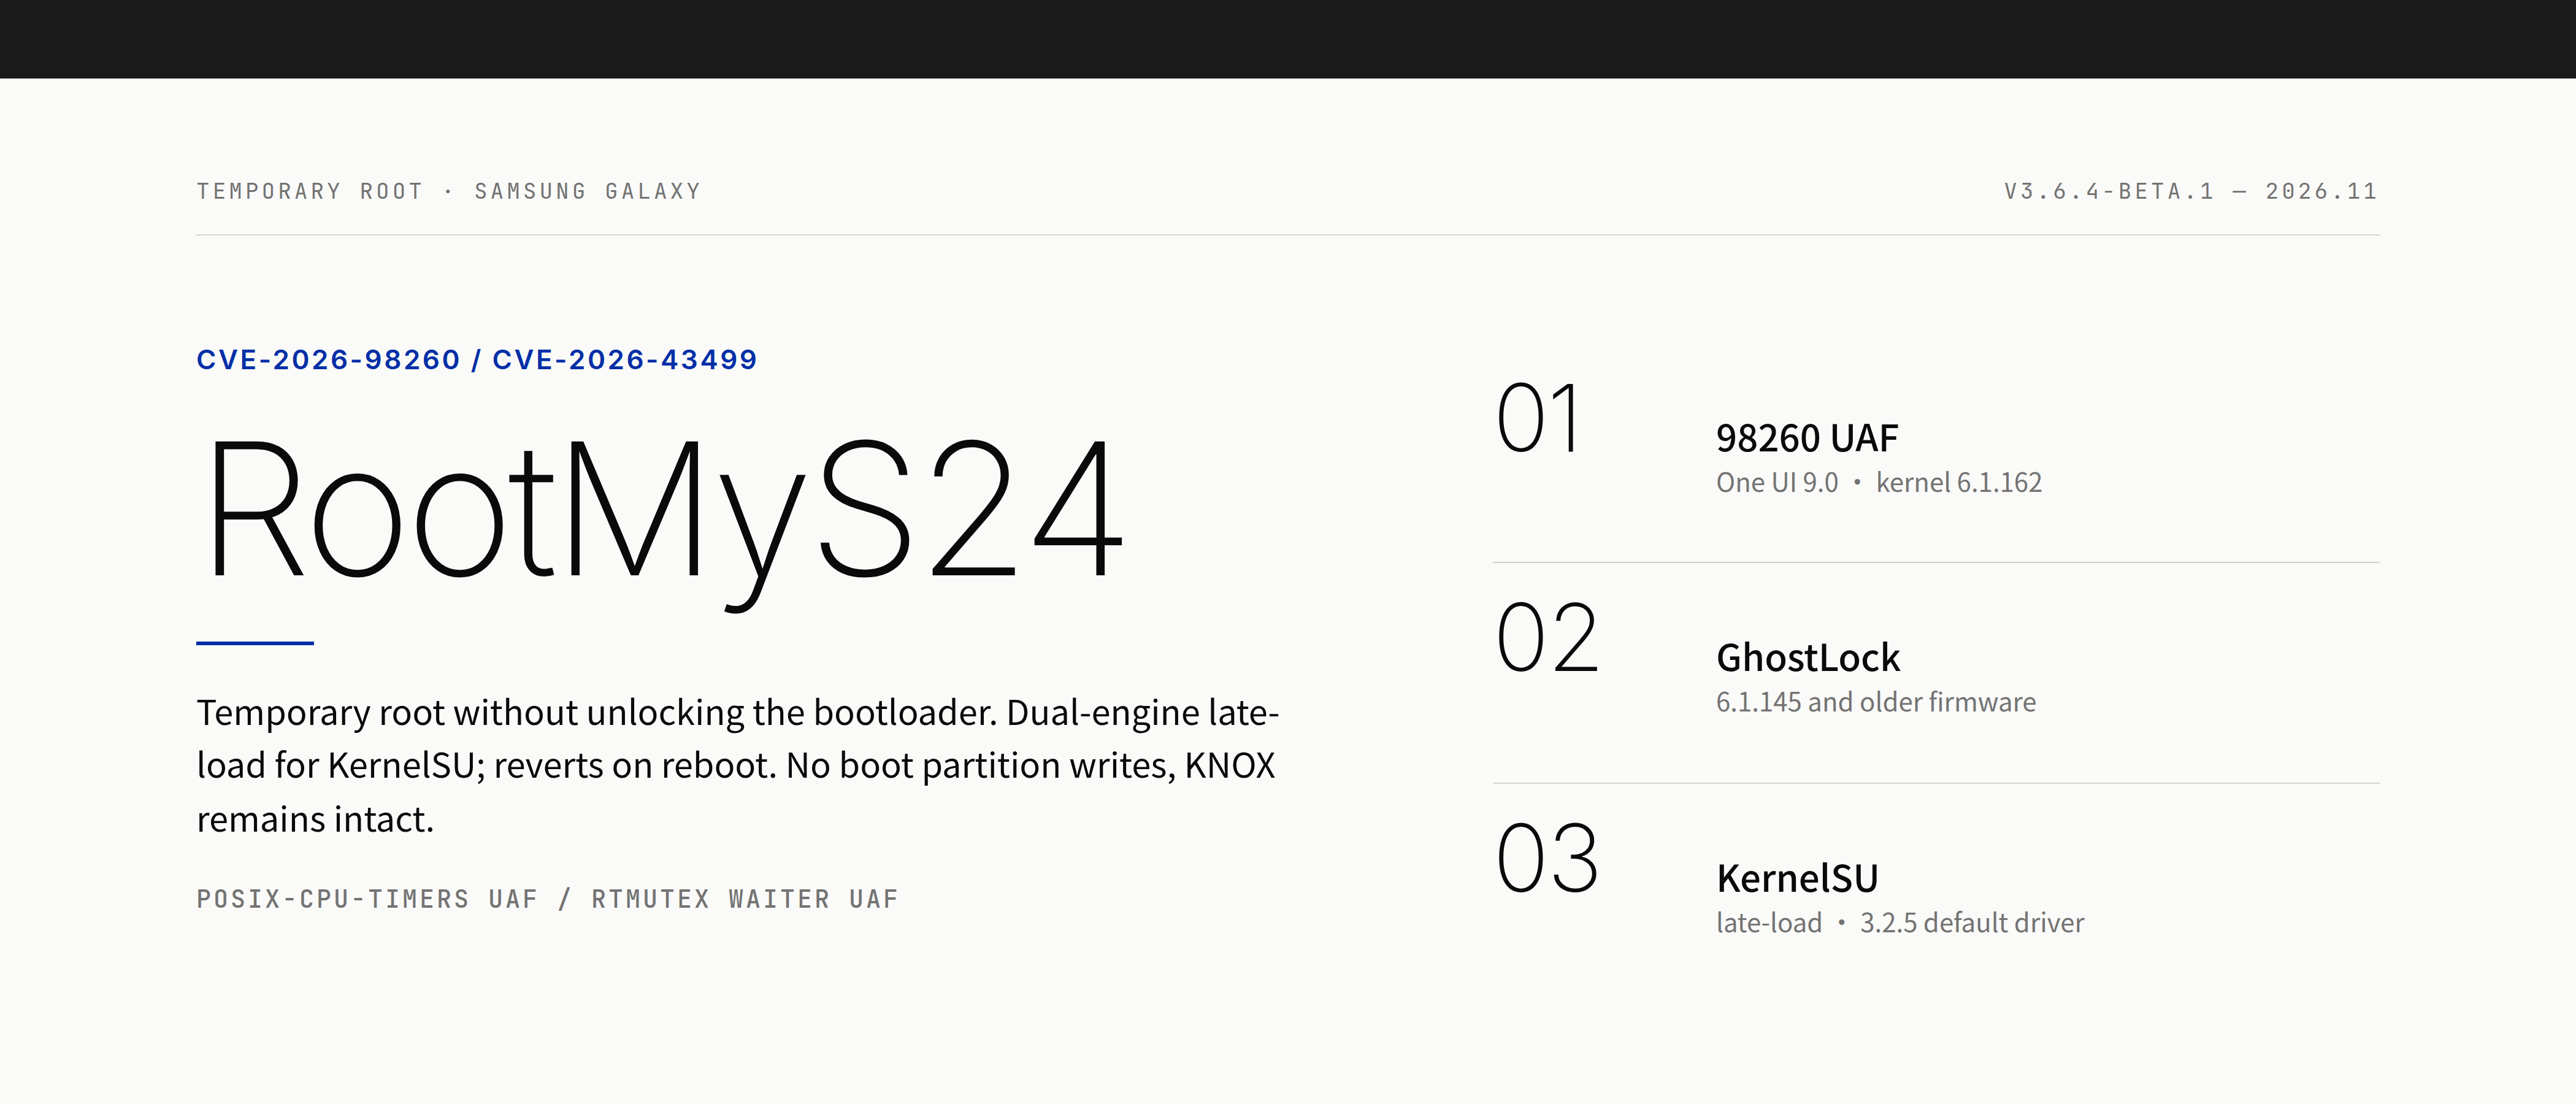 TEMPORARY ROOT · SAMSUNG GALAXY
V3.6.4-BETA.1 — 2026.11
CVE-2026-98260 / CVE-2026-43499
RootMyS24
Temporary root without unlocking the bootloader. Dual-engine late-
load for KernelSU; reverts on reboot. No boot partition writes, KNOX
remains intact.
POSIX-CPU-TIMERS UAF / RTMUTEX WAITER UAF
01
98260 UAF
One UI 9.0 • kernel 6.1.162
02
GhostLock
6.1.145 and older firmware
03
KernelSU
late-load • 3.2.5 default driver